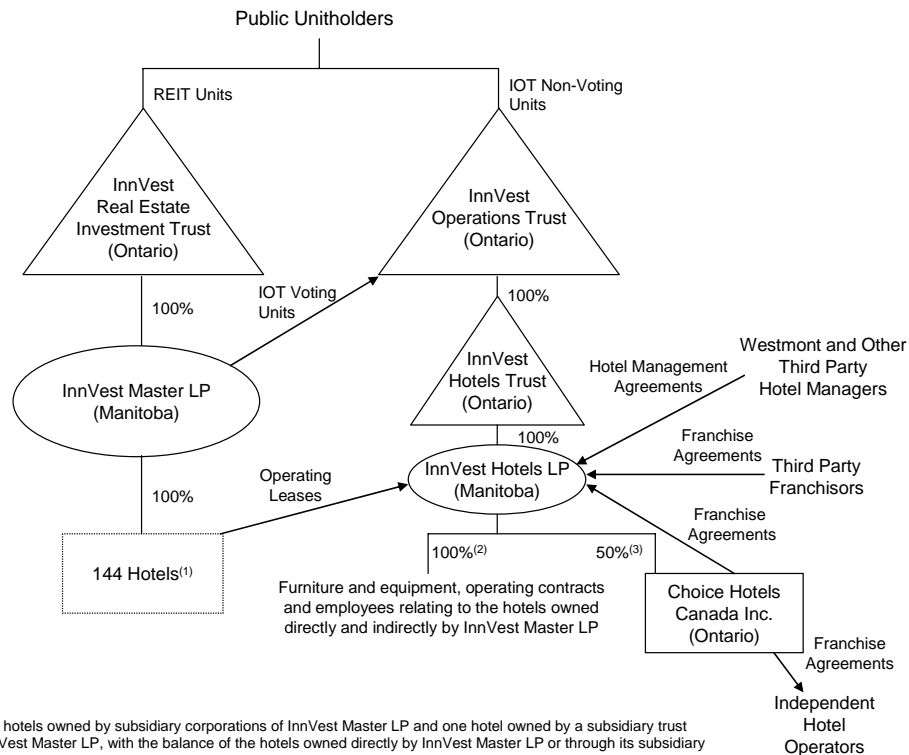 Public Unitholders
REIT Units
IOT Non-Voting
Units
InnVest
Real Estate
Investment Trust
(Ontario)
InnVest
Operations Trust
(Ontario)
100%
IOT Voting
Units
100%
InnVest Master LP
(Manitoba)
InnVest
Hotels Trust
(Ontario)
Hotel Management
Agreements
Westmont and Other
Third Party
Hotel Managers
100%
100%
Operating
Leases
InnVest Hotels LP
(Manitoba)
Franchise
Agreements
Third Party
Franchisors
Franchise
Agreements
144 Hotels(1)
100%(2)
50%(3)
Furniture and equipment, operating contracts
and employees relating to the hotels owned
directly and indirectly by InnVest Master LP
Choice Hotels
Canada Inc.
(Ontario)
Franchise
Agreements
Independent
Hotel
Operators
hotels owned by subsidiary corporations of InnVest Master LP and one hotel owned by a subsidiary trust
Vest Master LP, with the balance of the hotels owned directly by InnVest Master LP or through its subsidiary